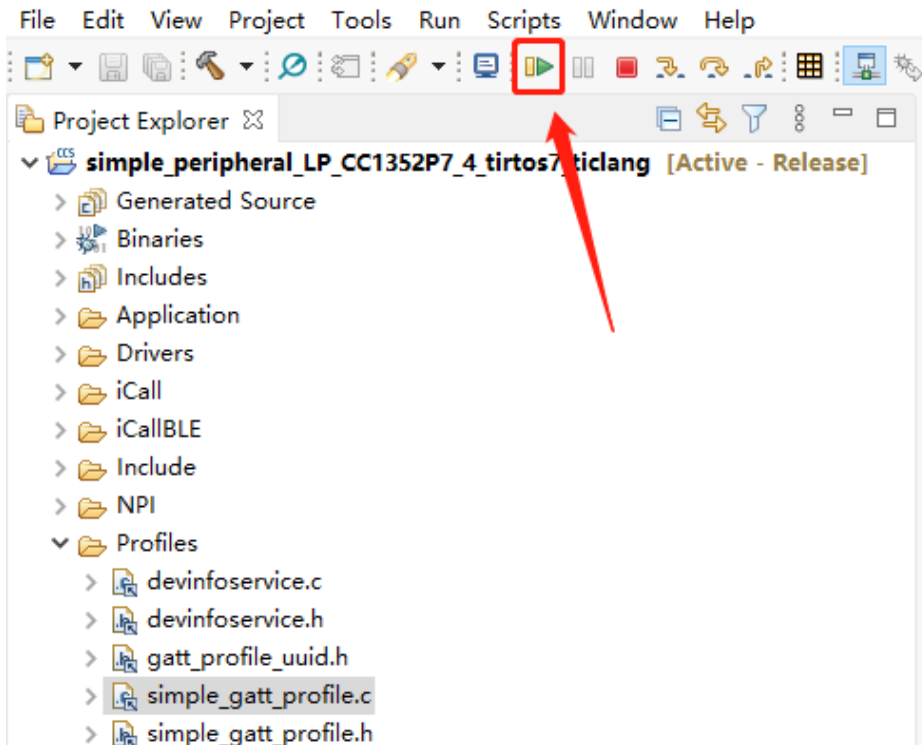 File Edit View Project Tools Run Scripts Window Help
Project Explorer
simple_peripheral_LP_CC1352P7_4_tirtos7_ticlang [Active - Release]
Generated Source
Binaries
Includes
Application
Drivers
iCall
iCallBLE
Include
NPI
Profiles
devinfoservice.c
devinfoservice.h
gatt_profile_uuid.h
simple_gatt_profile.c
simple_gatt_profile.h